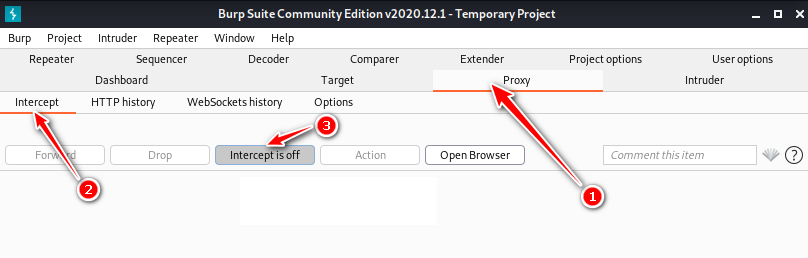 Burp Suite Community Edition v2020.12.1 - Temporary Project
Burp Project Intruder Repeater Window Help
Repeater Sequencer Decoder Comparer Extender Project options User options
Dashboard Target Proxy Intruder
Intercept HTTP history WebSockets history Options
3
Forward Drop Intercept is off Action Open Browser Comment this item ?
2
1